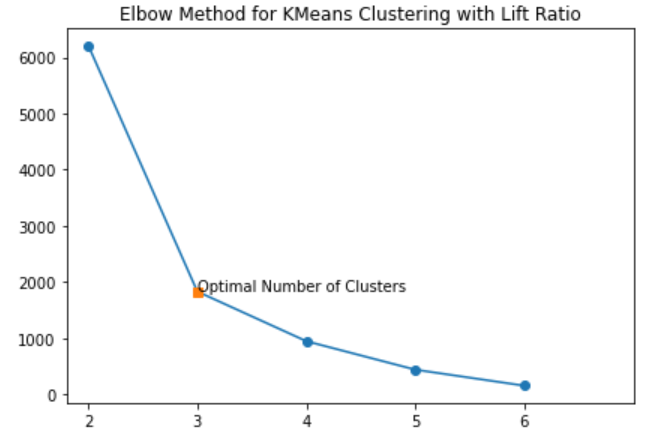 Elbow Method for KMeans Clustering with Lift Ratio
6000
5000
4000
3000
2000
1000
0
Optimal Number of Clusters
2 3 4 5 6